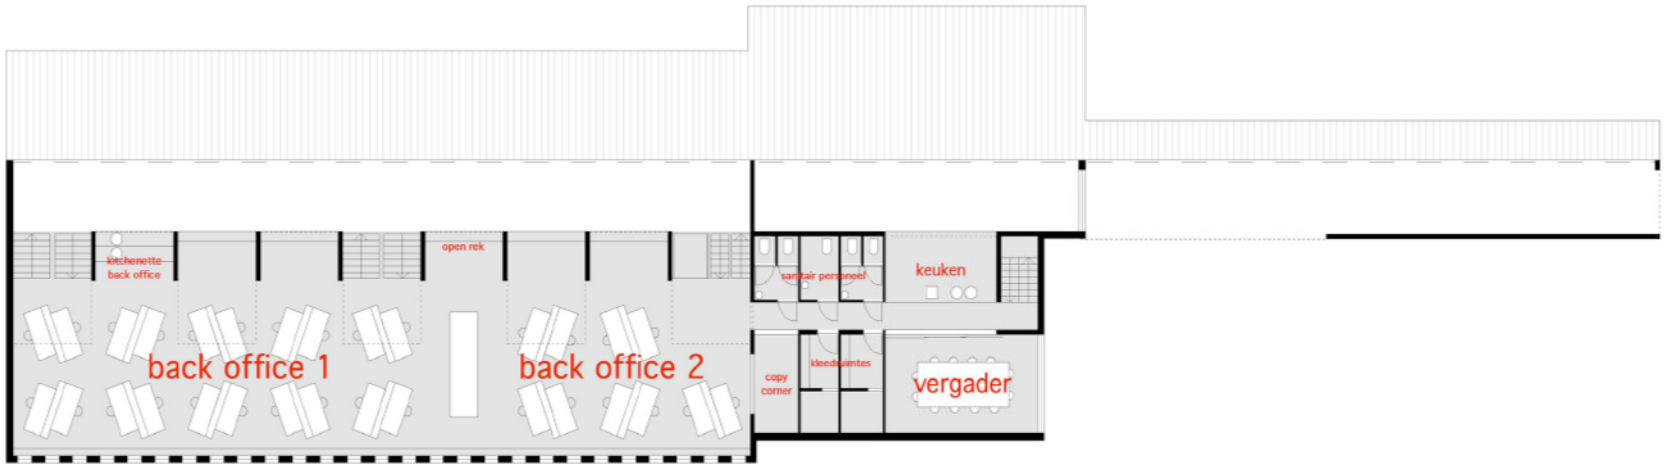 open rek
kitchenette
back office
sanitair personeel
keuken
back office 1
back office 2
copy
corner
kleedruimtes
vergader